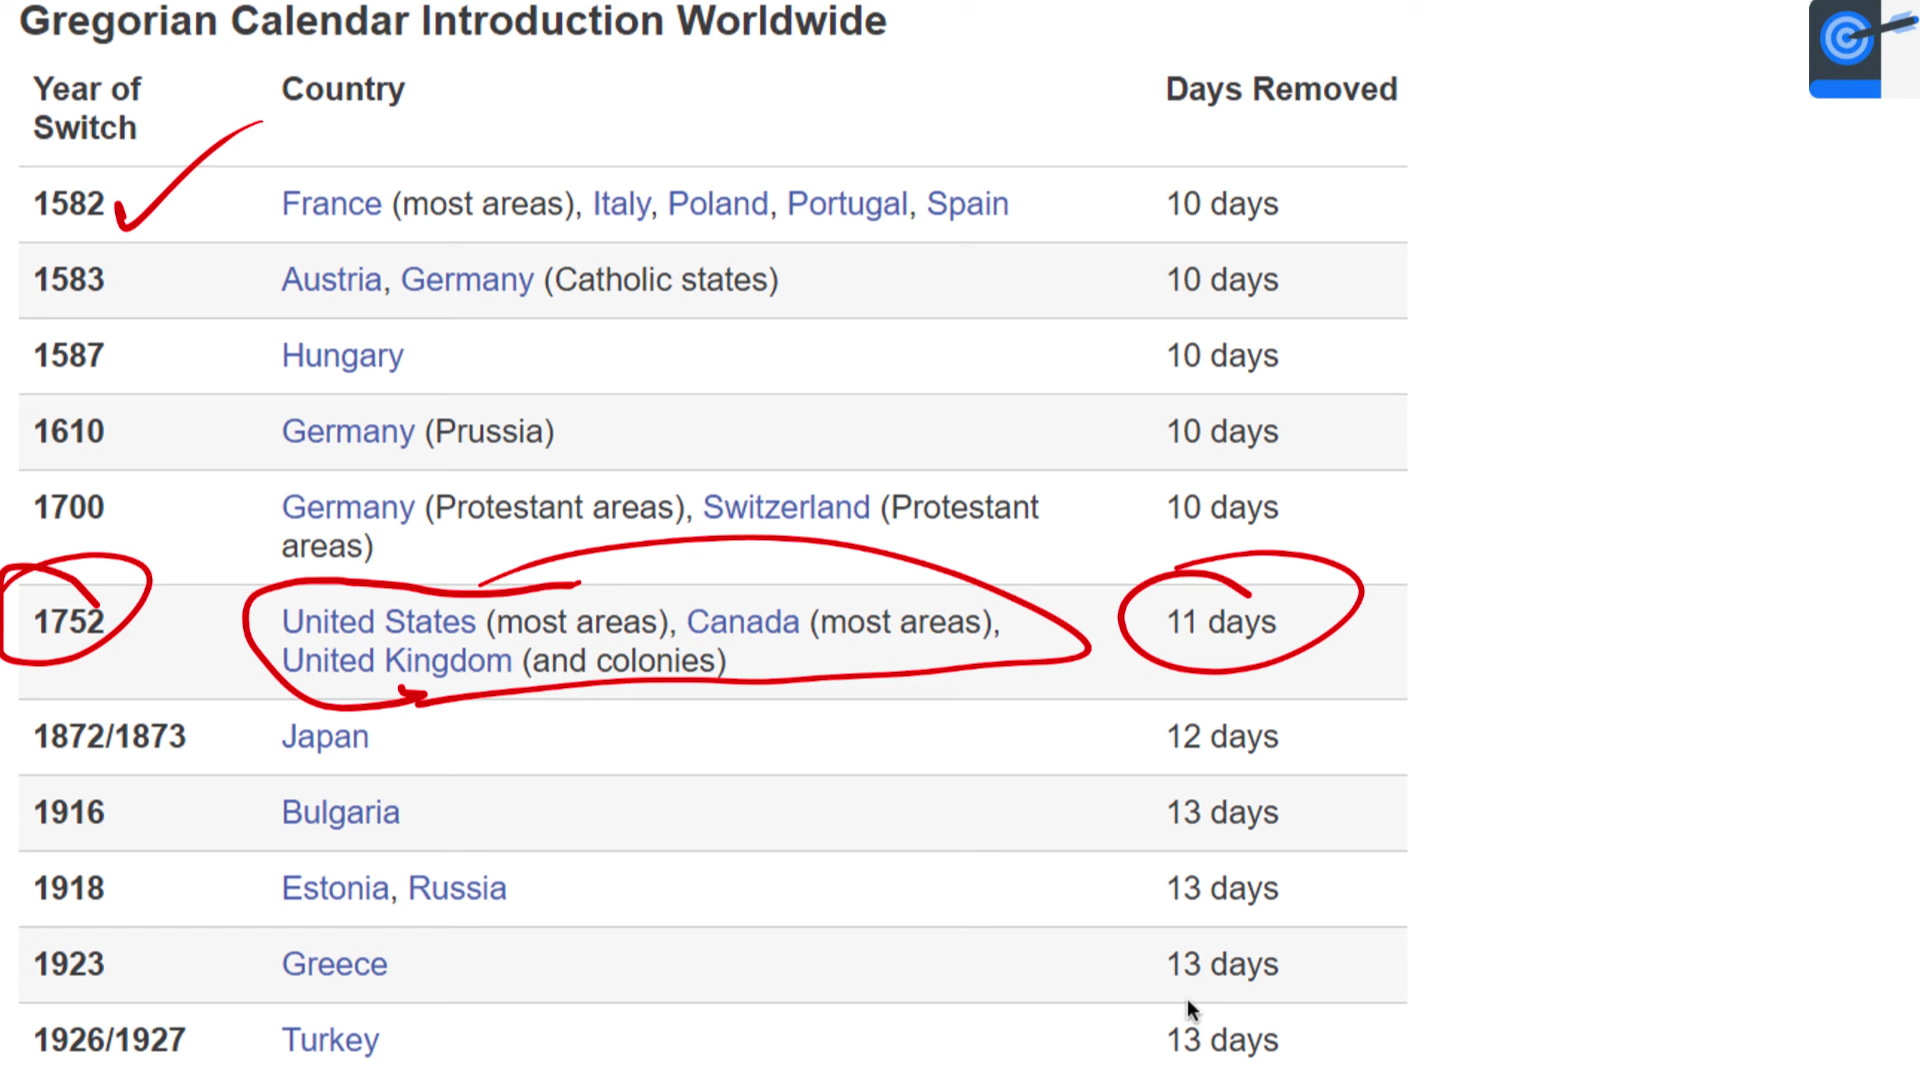 Gregorian Calendar Introduction Worldwide
Year of Switch Country Days Removed
1582 France (most areas), Italy, Poland, Portugal, Spain 10 days
1583 Austria, Germany (Catholic states) 10 days
1587 Hungary 10 days
1610 Germany (Prussia) 10 days
1700 Germany (Protestant areas), Switzerland (Protestant 10 days
areas)
1752 United States (most areas), Canada (most areas), 11 days
United Kingdom (and colonies)
1872/1873 Japan 12 days
1916 Bulgaria 13 days
1918 Estonia, Russia 13 days
1923 Greece 13 days
1926/1927 Turkey 13 days